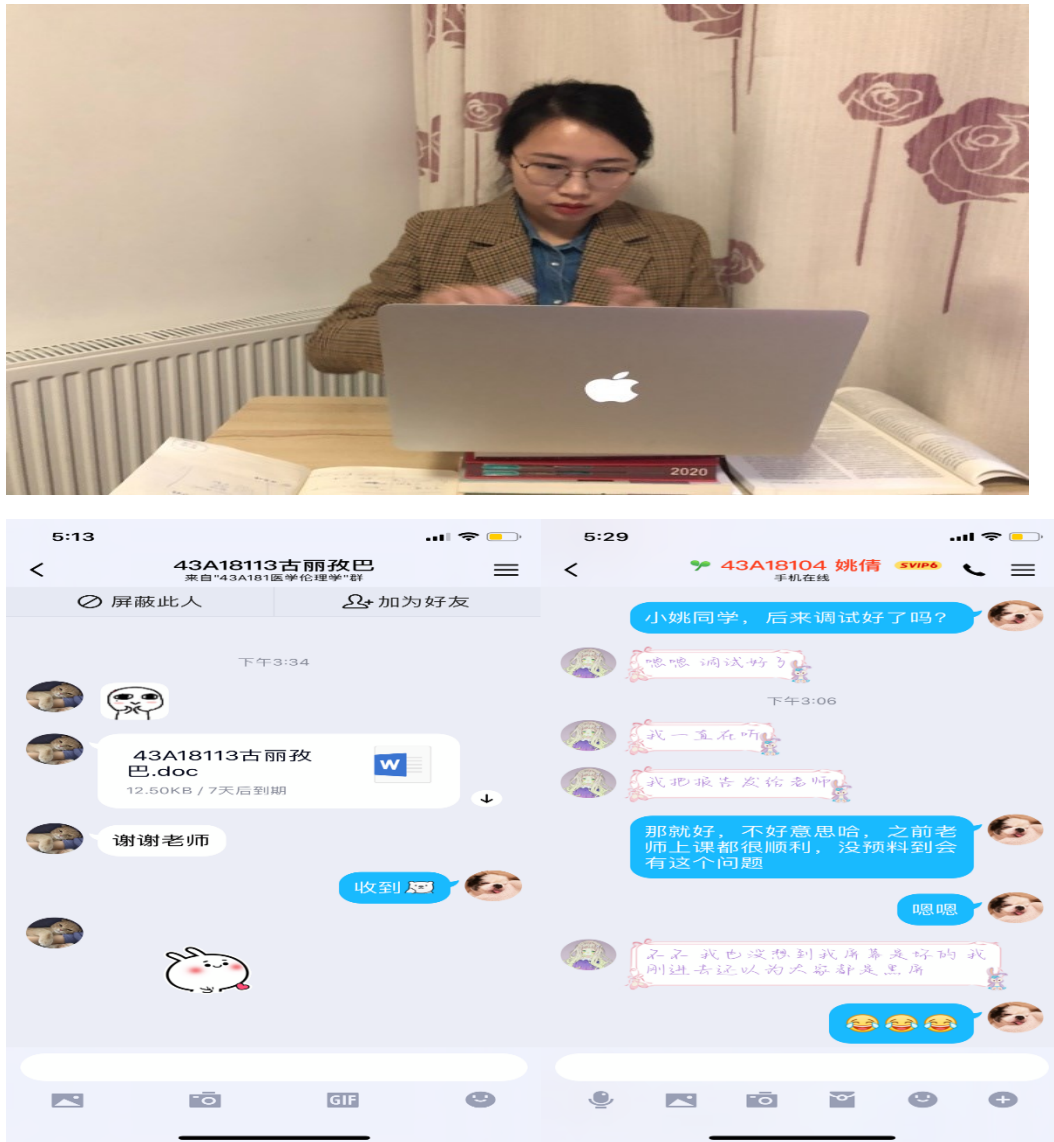 2020
5:13
43A18113古丽孜巴
来自"43A181医学伦理学"群
屏蔽此人
加为好友
下午3:34
43A18113古丽孜
巴.doc
12.50KB / 7天后到期
谢谢老师
收到
GIF
5:29
43A18104 姚倩 SVIP6
手机在线
小姚同学，后来调试好了吗？
嗯嗯 调试好了
下午3:06
我一直在听
我把报告发给老师
那就好，不好意思哈，之前老
师上课都很顺利，没预料到会
有这个问题
嗯嗯
不不 我也没想到我屏幕是好的 我
刚进去还以为大家都是黑屏